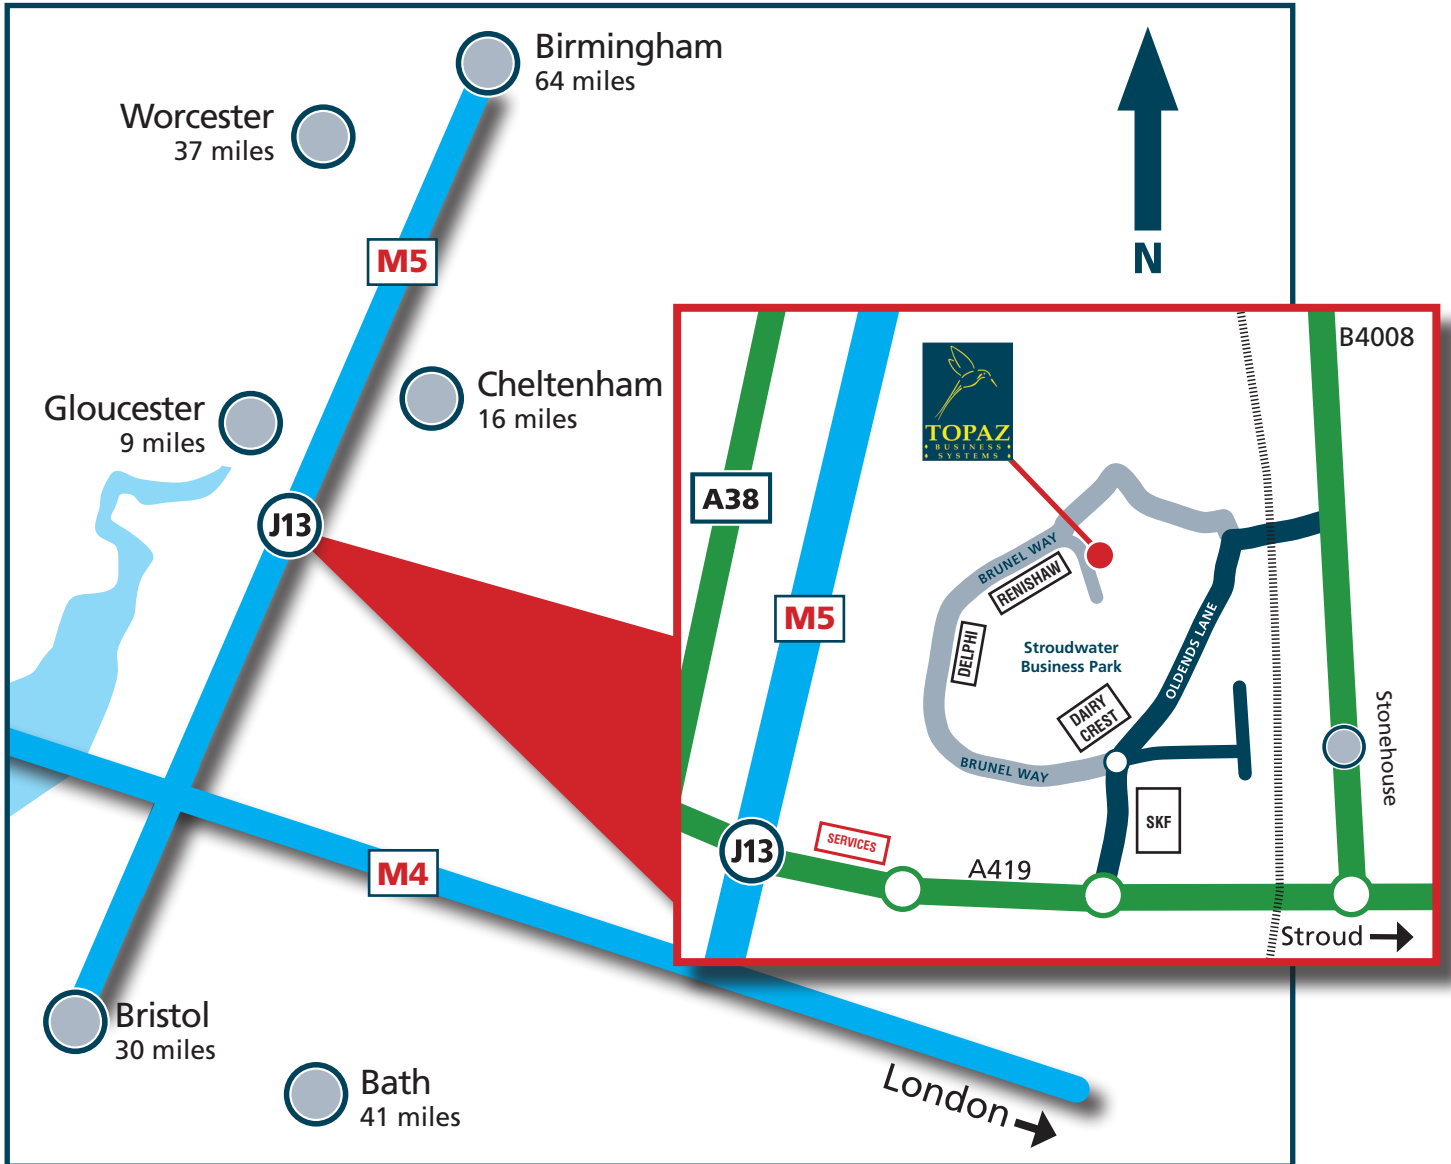 Birmingham
64 miles
Worcester
37 miles
M5
N
Cheltenham
16 miles
Gloucester
9 miles
J13
M4
Bristol
30 miles
Bath
41 miles
London
B4008
TOPAZ
BUSINESS
SYSTEMS
A38
M5
BRUNEL WAY
RENISHAW
DELPHI
Stroudwater
Business Park
OLDENDS LANE
DAIRY
CREST
BRUNEL WAY
Stonehouse
SKF
J13
SERVICES
A419
Stroud